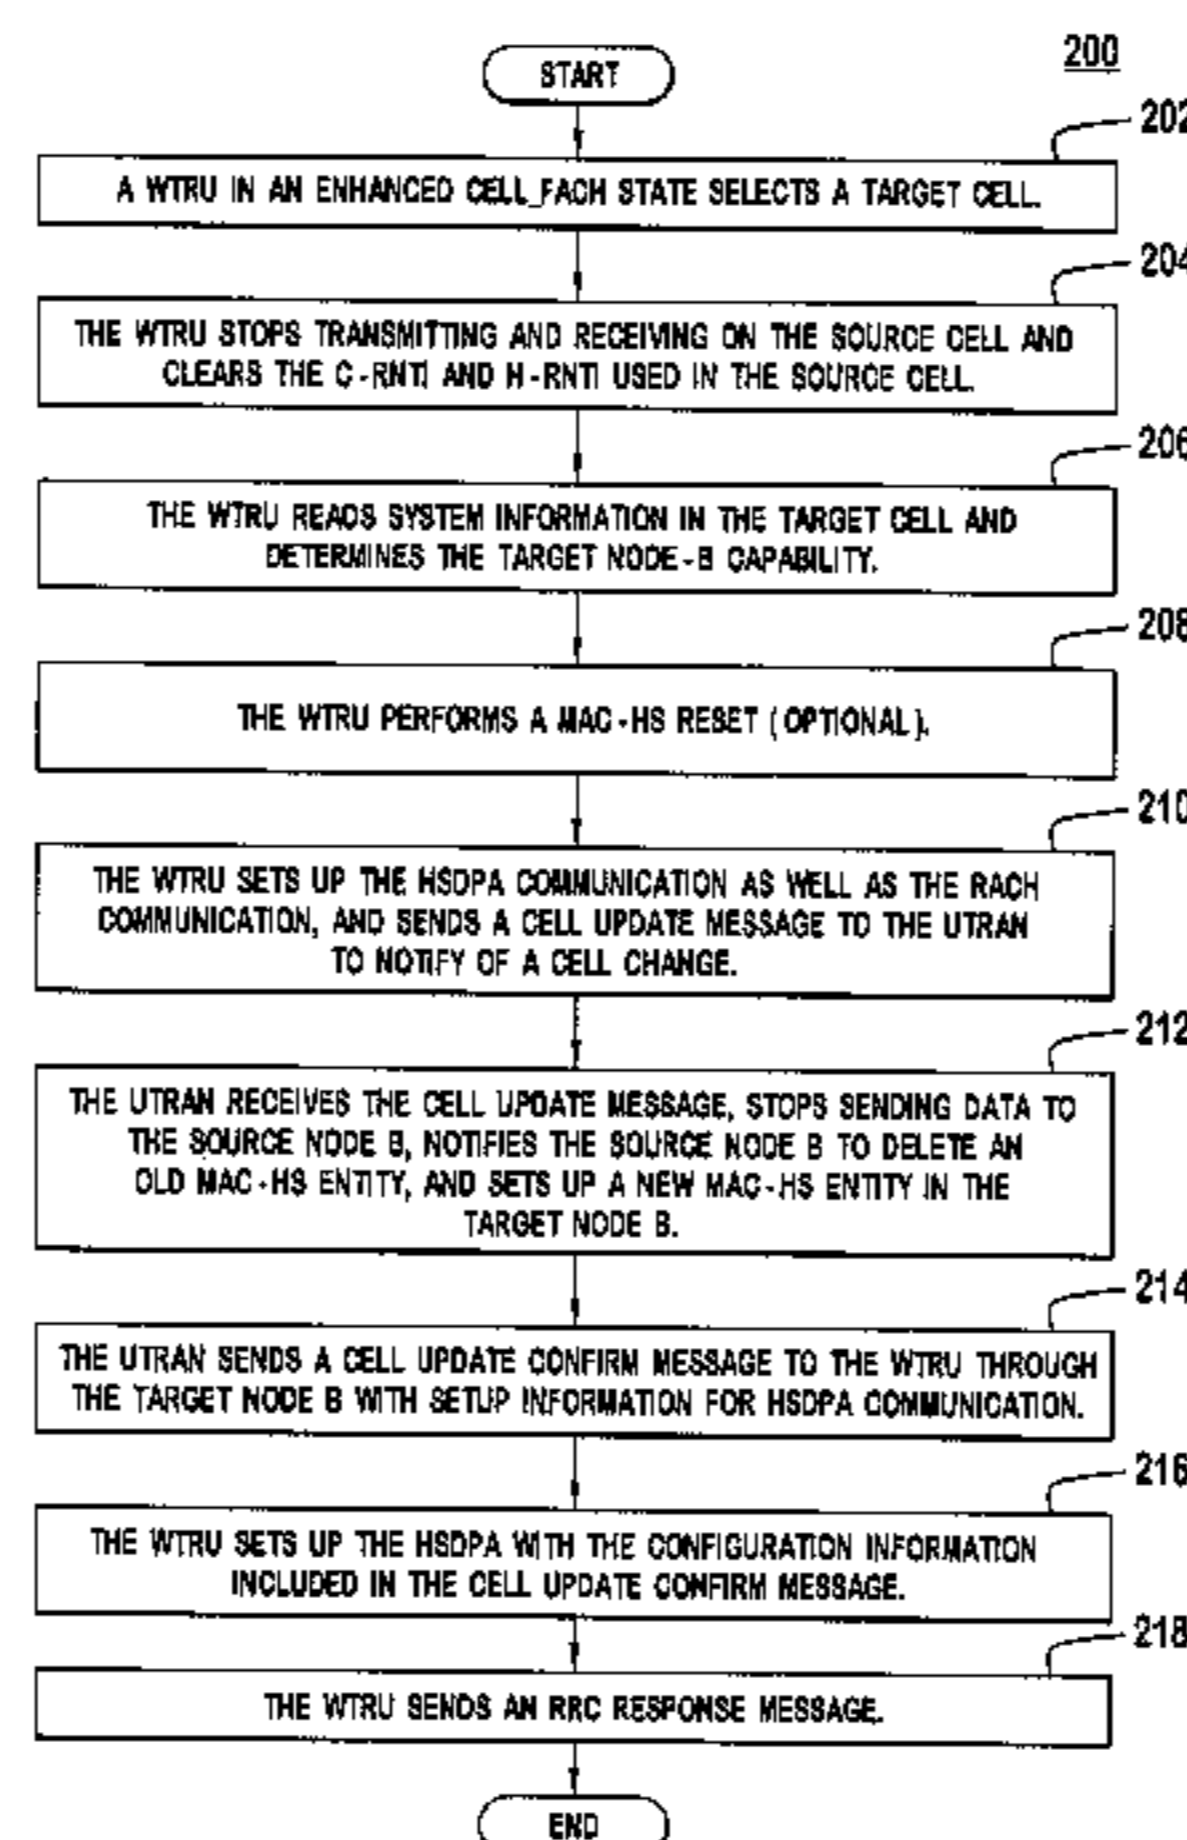 200
START
202
A WTRU IN AN ENHANCED CELL_FACH STATE SELECTS A TARGET CELL.
204
THE WTRU STOPS TRANSMITTING AND RECEIVING ON THE SOURCE CELL AND
CLEARS THE C-RNTI AND H-RNTI USED IN THE SOURCE CELL.
206
THE WTRU READS SYSTEM INFORMATION IN THE TARGET CELL AND
DETERMINES THE TARGET NODE-B CAPABILITY.
208
THE WTRU PERFORMS A MAC-HS RESET (OPTIONAL).
210
THE WTRU SETS UP THE HSDPA COMMUNICATION AS WELL AS THE RACH
COMMUNICATION, AND SENDS A CELL UPDATE MESSAGE TO THE UTRAN
TO NOTIFY OF A CELL CHANGE.
212
THE UTRAN RECEIVES THE CELL UPDATE MESSAGE, STOPS SENDING DATA TO
THE SOURCE NODE B, NOTIFIES THE SOURCE NODE B TO DELETE AN
OLD MAC-HS ENTITY, AND SETS UP A NEW MAC-HS ENTITY IN THE
TARGET NODE B.
214
THE UTRAN SENDS A CELL UPDATE CONFIRM MESSAGE TO THE WTRU THROUGH
THE TARGET NODE B WITH SETUP INFORMATION FOR HSDPA COMMUNICATION.
216
THE WTRU SETS UP THE HSDPA WITH THE CONFIGURATION INFORMATION
INCLUDED IN THE CELL UPDATE CONFIRM MESSAGE.
218
THE WTRU SENDS AN RRC RESPONSE MESSAGE.
END